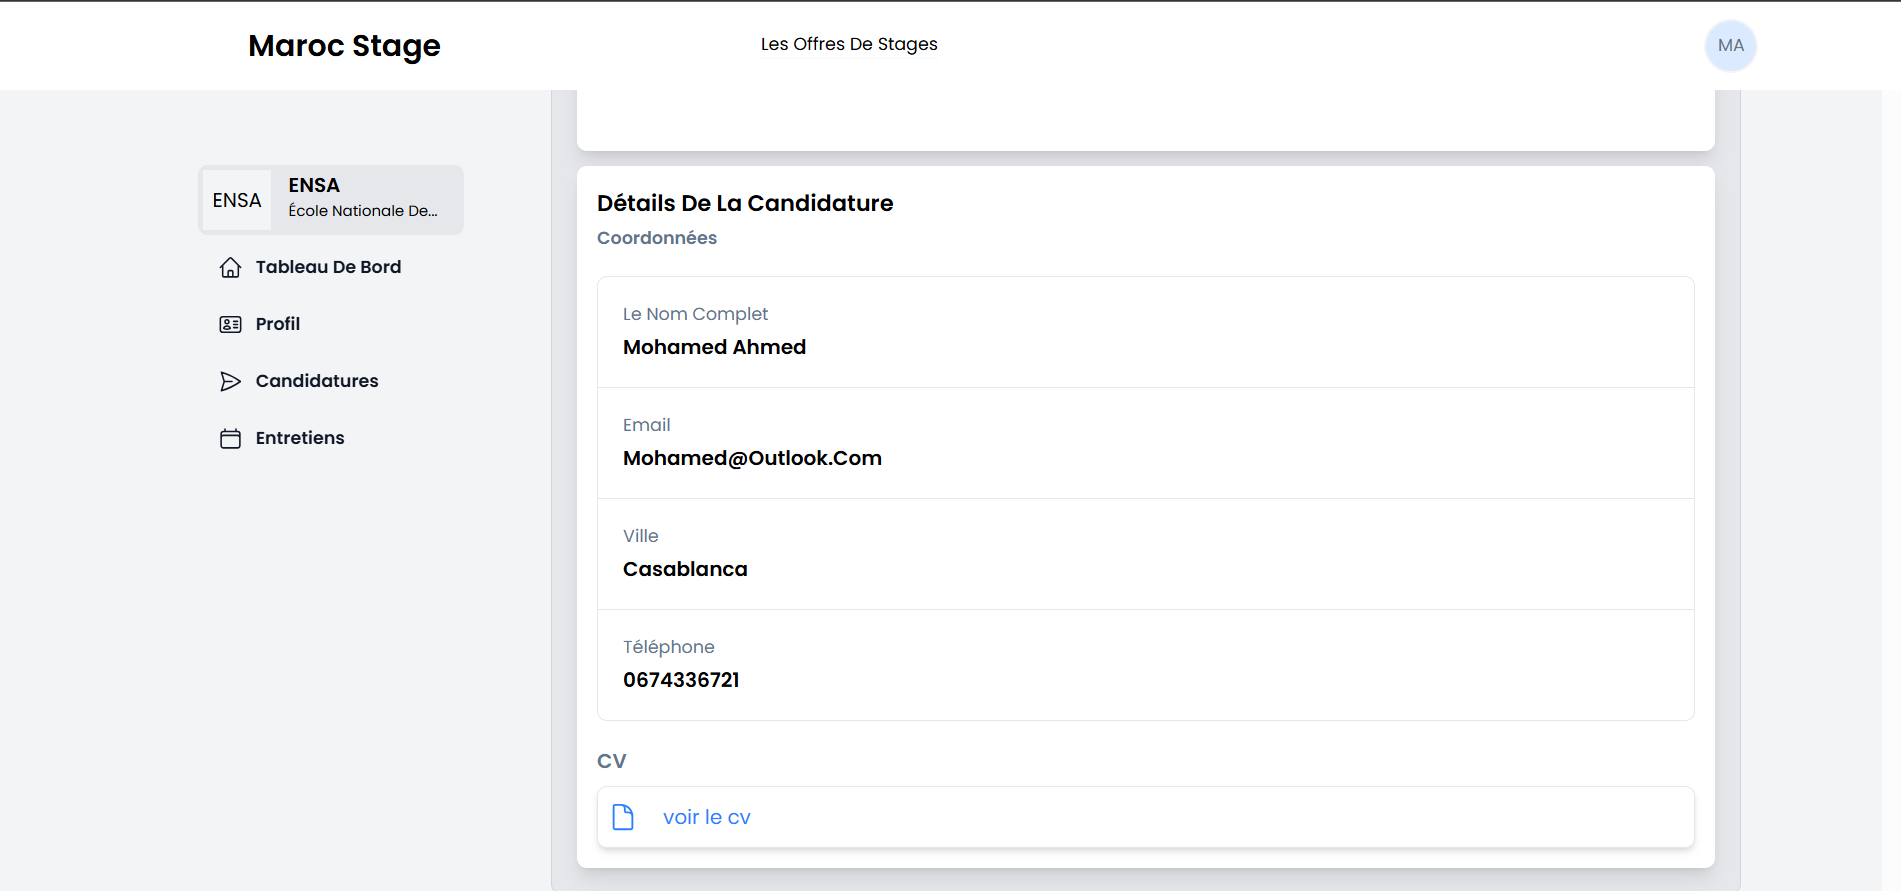 Maroc Stage
Les Offres De Stages
MA
ENSA
ENSA
École Nationale De...
Tableau De Bord
Profil
Candidatures
Entretiens
Détails De La Candidature
Coordonnées
Le Nom Complet
Mohamed Ahmed
Email
Mohamed@Outlook.Com
Ville
Casablanca
Téléphone
0674336721
CV
voir le cv